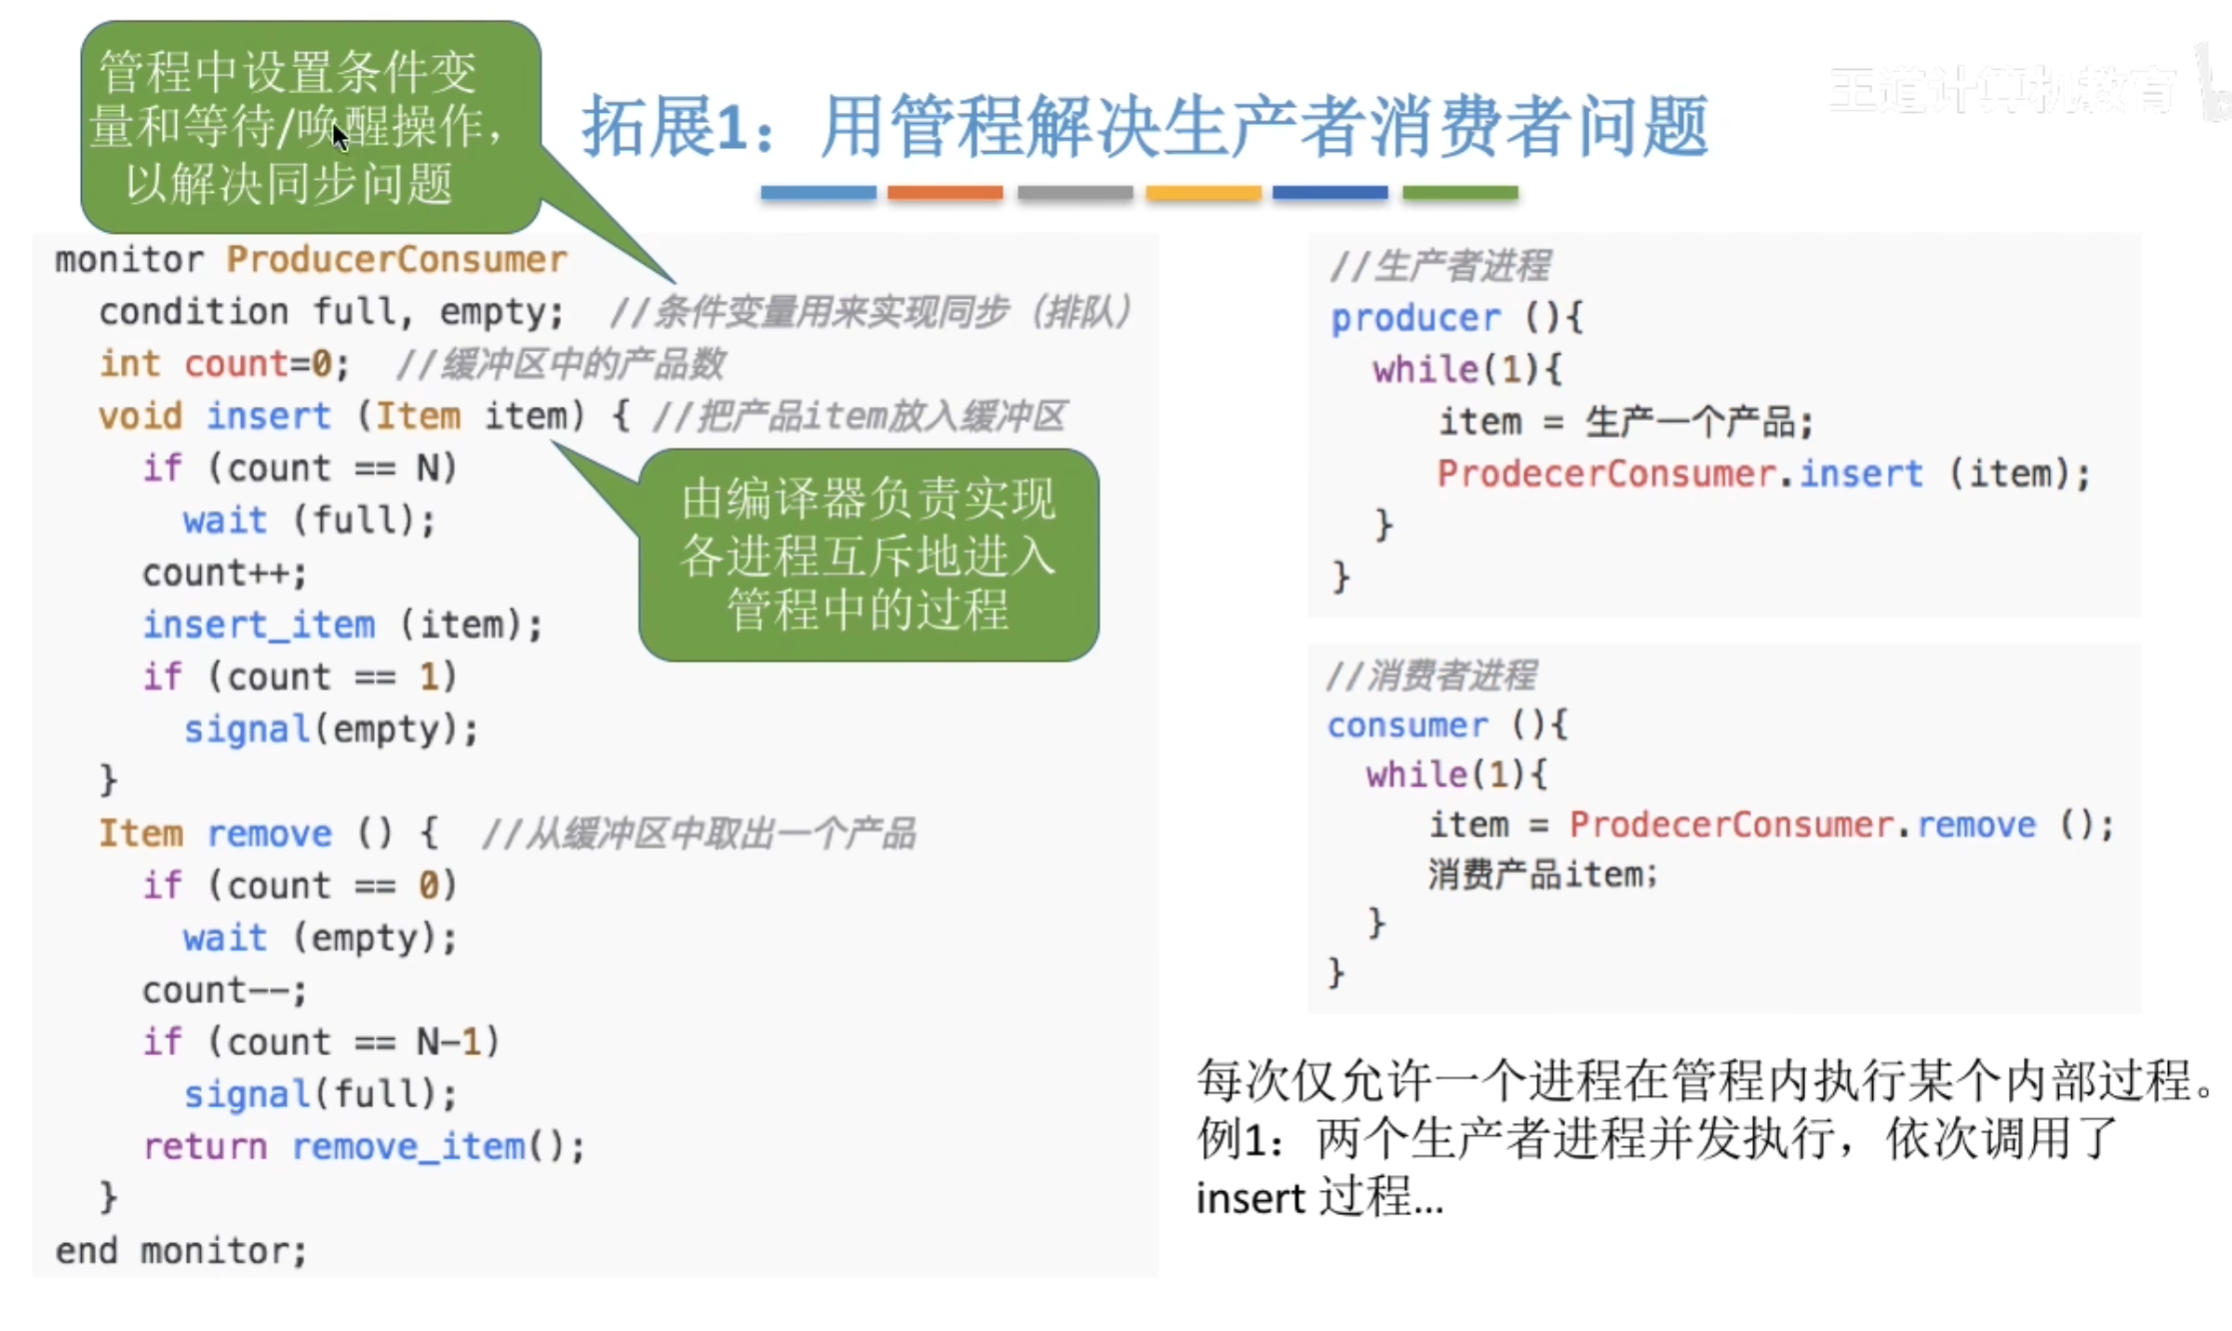 管程中设置条件变
量和等待/唤醒操作，
以解决同步问题
拓展1：用管程解决生产者消费者问题
王道计算机教育
monitor ProducerConsumer
condition full, empty; //条件变量用来实现同步（排队）
int count=0; //缓冲区中的产品数
void insert (Item item) { //把产品item放入缓冲区
if (count == N)
wait (full);
count++;
insert_item (item);
if (count == 1)
signal(empty);
}
Item remove () { //从缓冲区中取出一个产品
if (count == 0)
wait (empty);
count--;
if (count == N-1)
signal(full);
return remove_item();
}
end monitor;
由编译器负责实现
各进程互斥地进入
管程中的过程
//生产者进程
producer (){
while(1){
item = 生产一个产品;
ProdecerConsumer.insert (item);
}
}
//消费者进程
consumer (){
while(1){
item = ProdecerConsumer.remove ();
消费产品item;
}
}
每次仅允许一个进程在管程内执行某个内部过程。
例1：两个生产者进程并发执行，依次调用了
insert 过程…